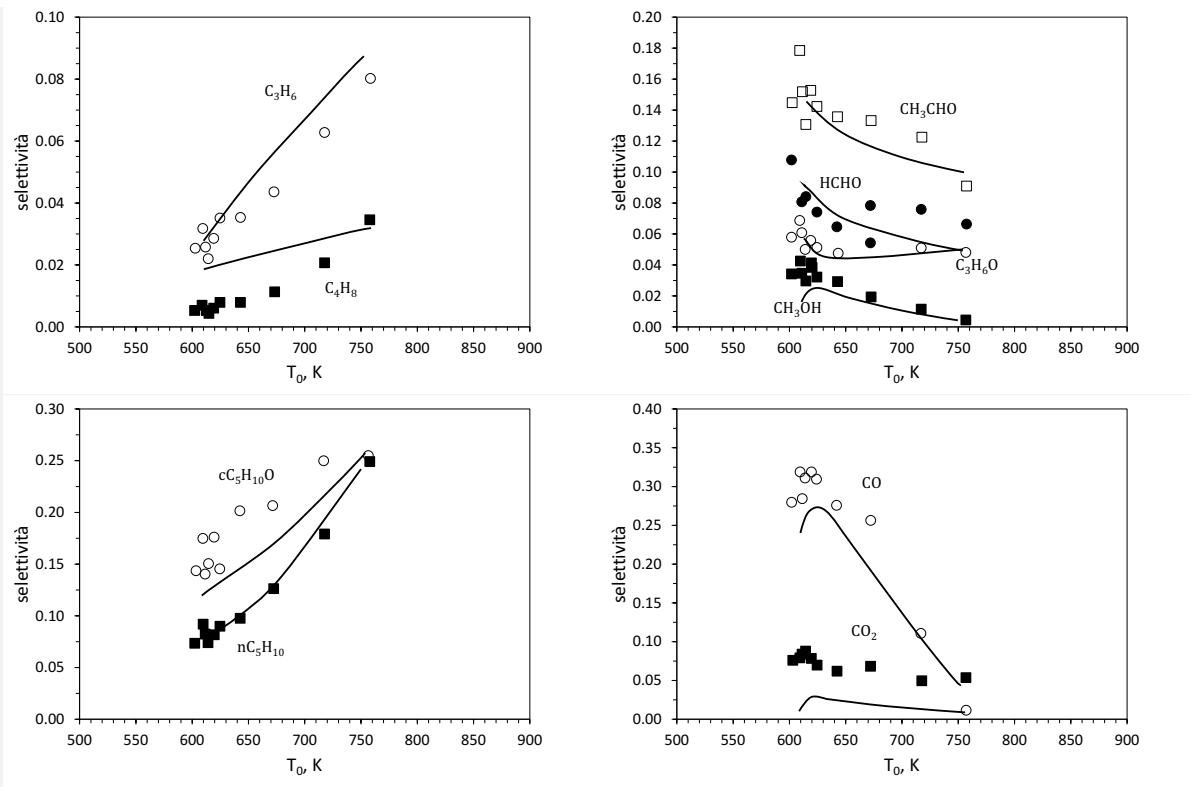 0.10
0.08
0.06
0.04
0.02
0.00
selettività
C₃H₆
C₄H₈
500 550 600 650 700 750 800 850 900
T₀, K
0.20
0.18
0.16
0.14
0.12
0.10
0.08
0.06
0.04
0.02
0.00
selettività
CH₃CHO
HCHO
C₃H₆O
CH₃OH
500 550 600 650 700 750 800 850 900
T₀, K
0.30
0.25
0.20
0.15
0.10
0.05
0.00
selettività
cC₅H₁₀O
nC₅H₁₀
500 550 600 650 700 750 800 850 900
T₀, K
0.40
0.35
0.30
0.25
0.20
0.15
0.10
0.05
0.00
selettività
CO
CO₂
500 550 600 650 700 750 800 850 900
T₀, K